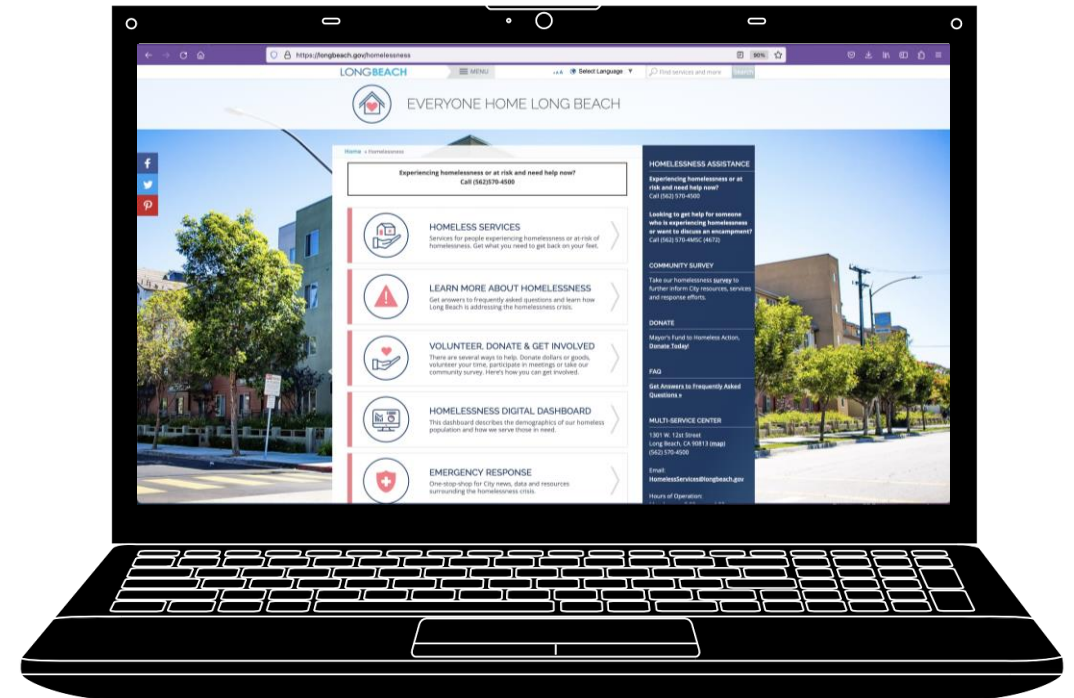 https://longbeach.gov/homelessness
90%
LONGBEACH
MENU
Select Language
Find services and more
Search
EVERYONE HOME LONG BEACH
Home » Homelessness
Experiencing homelessness or at risk and need help now?
Call (562)570-4500
HOMELESS SERVICES
Services for people experiencing homelessness or at-risk of
homelessness. Get what you need to get back on your feet.
LEARN MORE ABOUT HOMELESSNESS
Get answers to frequently asked questions and learn how
Long Beach is addressing the homelessness crisis.
VOLUNTEER, DONATE & GET INVOLVED
There are several ways to help. Donate dollars or goods,
volunteer your time, participate in meetings or take our
community survey. Here's how you can get involved.
HOMELESSNESS DIGITAL DASHBOARD
This dashboard describes the demographics of our homeless
population and how we serve those in need.
EMERGENCY RESPONSE
One-stop-shop for City news, data and resources
surrounding the homelessness crisis.
HOMELESSNESS ASSISTANCE
Experiencing homelessness or at
risk and need help now?
Call (562) 570-4500
Looking to get help for someone
who is experiencing homelessness
or want to discuss an encampment?
Call (562) 570-4MSC (4672)
COMMUNITY SURVEY
Take our homelessness survey to
further inform City resources, services
and response efforts.
DONATE
Mayor's Fund to Homeless Action,
Donate Today!
FAQ
Get Answers to Frequently Asked
Questions »
MULTI-SERVICE CENTER
1301 W. 12st Street
Long Beach, CA 90813 (map)
(562) 570-4500
Email:
HomelessServices@longbeach.gov
Hours of Operation: